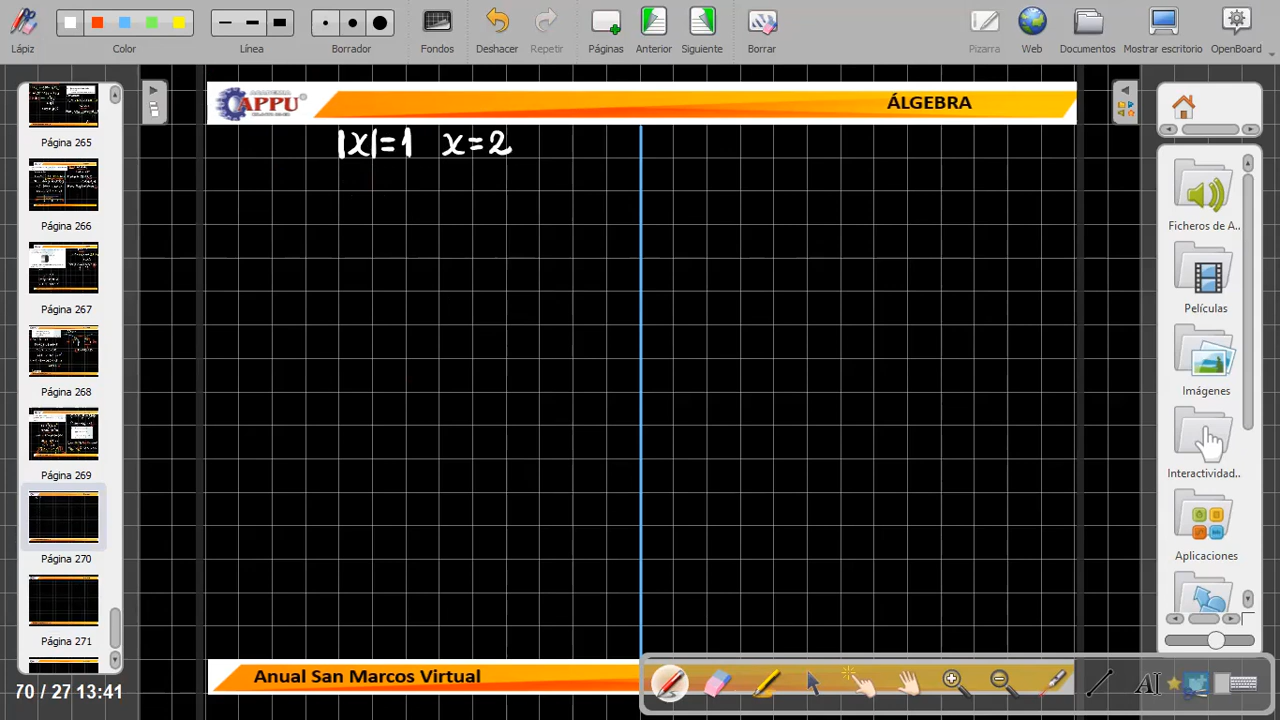 Lápiz
Color
Línea
Borrador
Fondos
Deshacer
Repetir
Páginas
Anterior
Siguiente
Borrar
Pizarra
Web
Documentos
Mostrar escritorio
OpenBoard
ACADEMIA
APPU
ÁLGEBRA
|x|=1 x=2
Página 265
Página 266
Página 267
Página 268
Página 269
Página 270
Página 271
Ficheros de A..
Películas
Imágenes
Interactividad..
Aplicaciones
Anual San Marcos Virtual
70 / 27 13:41
AI